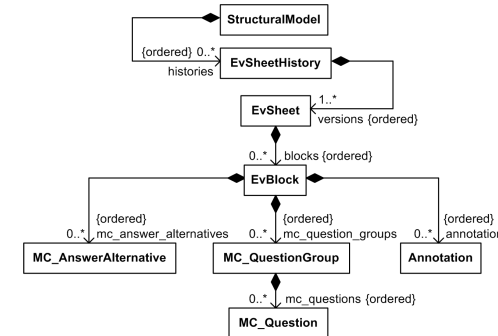 StructuralModel
{ordered} 0..*
histories
EvSheetHistory
1..*
versions {ordered}
EvSheet
0..* blocks {ordered}
EvBlock
{ordered}
0..* mc_answer_alternatives
{ordered}
0..* mc_question_groups
{ordered}
0..* annotation
MC_AnswerAlternative
MC_QuestionGroup
Annotation
0..* mc_questions {ordered}
MC_Question